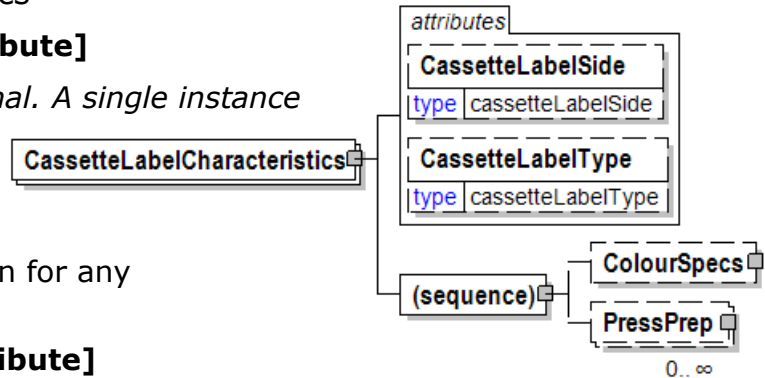 cs
bute]
nal. A single instance
n for any
ibute]
attributes
CassetteLabelSide
type cassetteLabelSide
CassetteLabelCharacteristics
CassetteLabelType
type cassetteLabelType
(sequence)
ColourSpecs
PressPrep
0.. ∞